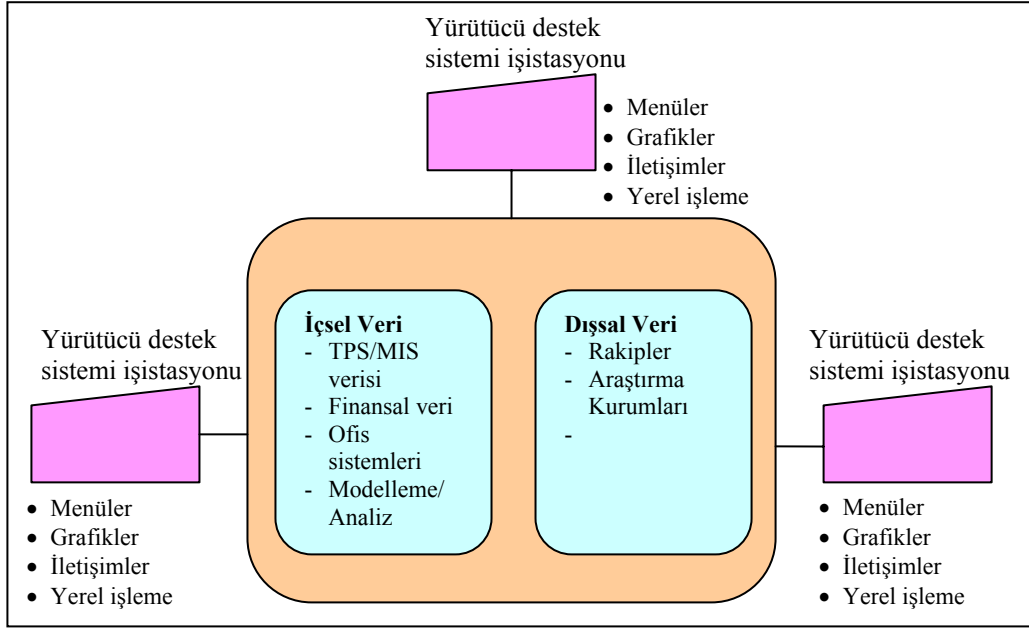 Yürütücü destek
sistemi işistasyonu
• Menüler
• Grafikler
• İletişimler
• Yerel işleme
Yürütücü destek
sistemi işistasyonu
• Menüler
• Grafikler
• İletişimler
• Yerel işleme
İçsel Veri
- TPS/MIS
verisi
- Finansal veri
- Ofis
sistemleri
- Modelleme/
Analiz
Dışsal Veri
- Rakipler
- Araştırma
Kurumları
-
Yürütücü destek
sistemi işistasyonu
• Menüler
• Grafikler
• İletişimler
• Yerel işleme